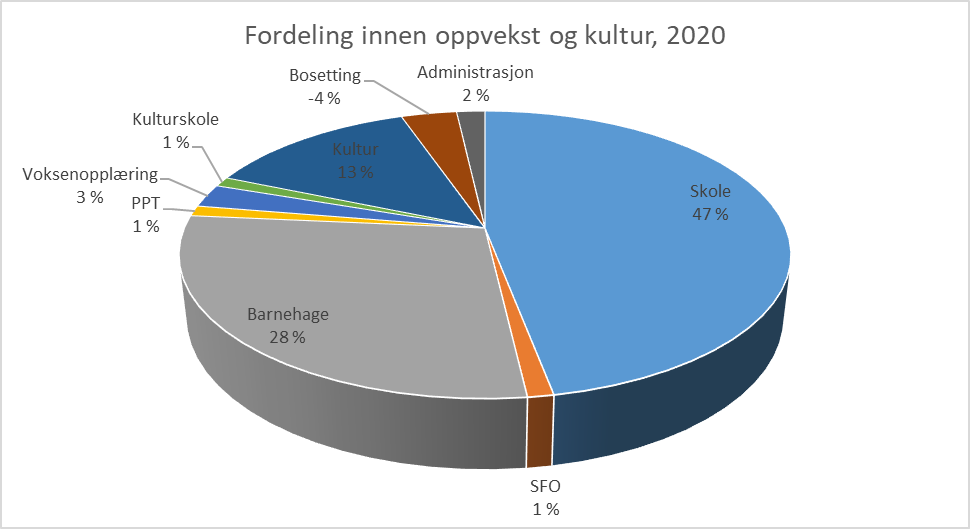 Fordeling innen oppvekst og kultur, 2020
Bosetting
-4 %
Administrasjon
2 %
Kulturskole
1 %
Kultur
13 %
Voksenopplæring
3 %
PPT
1 %
Skole
47 %
Barnehage
28 %
SFO
1 %